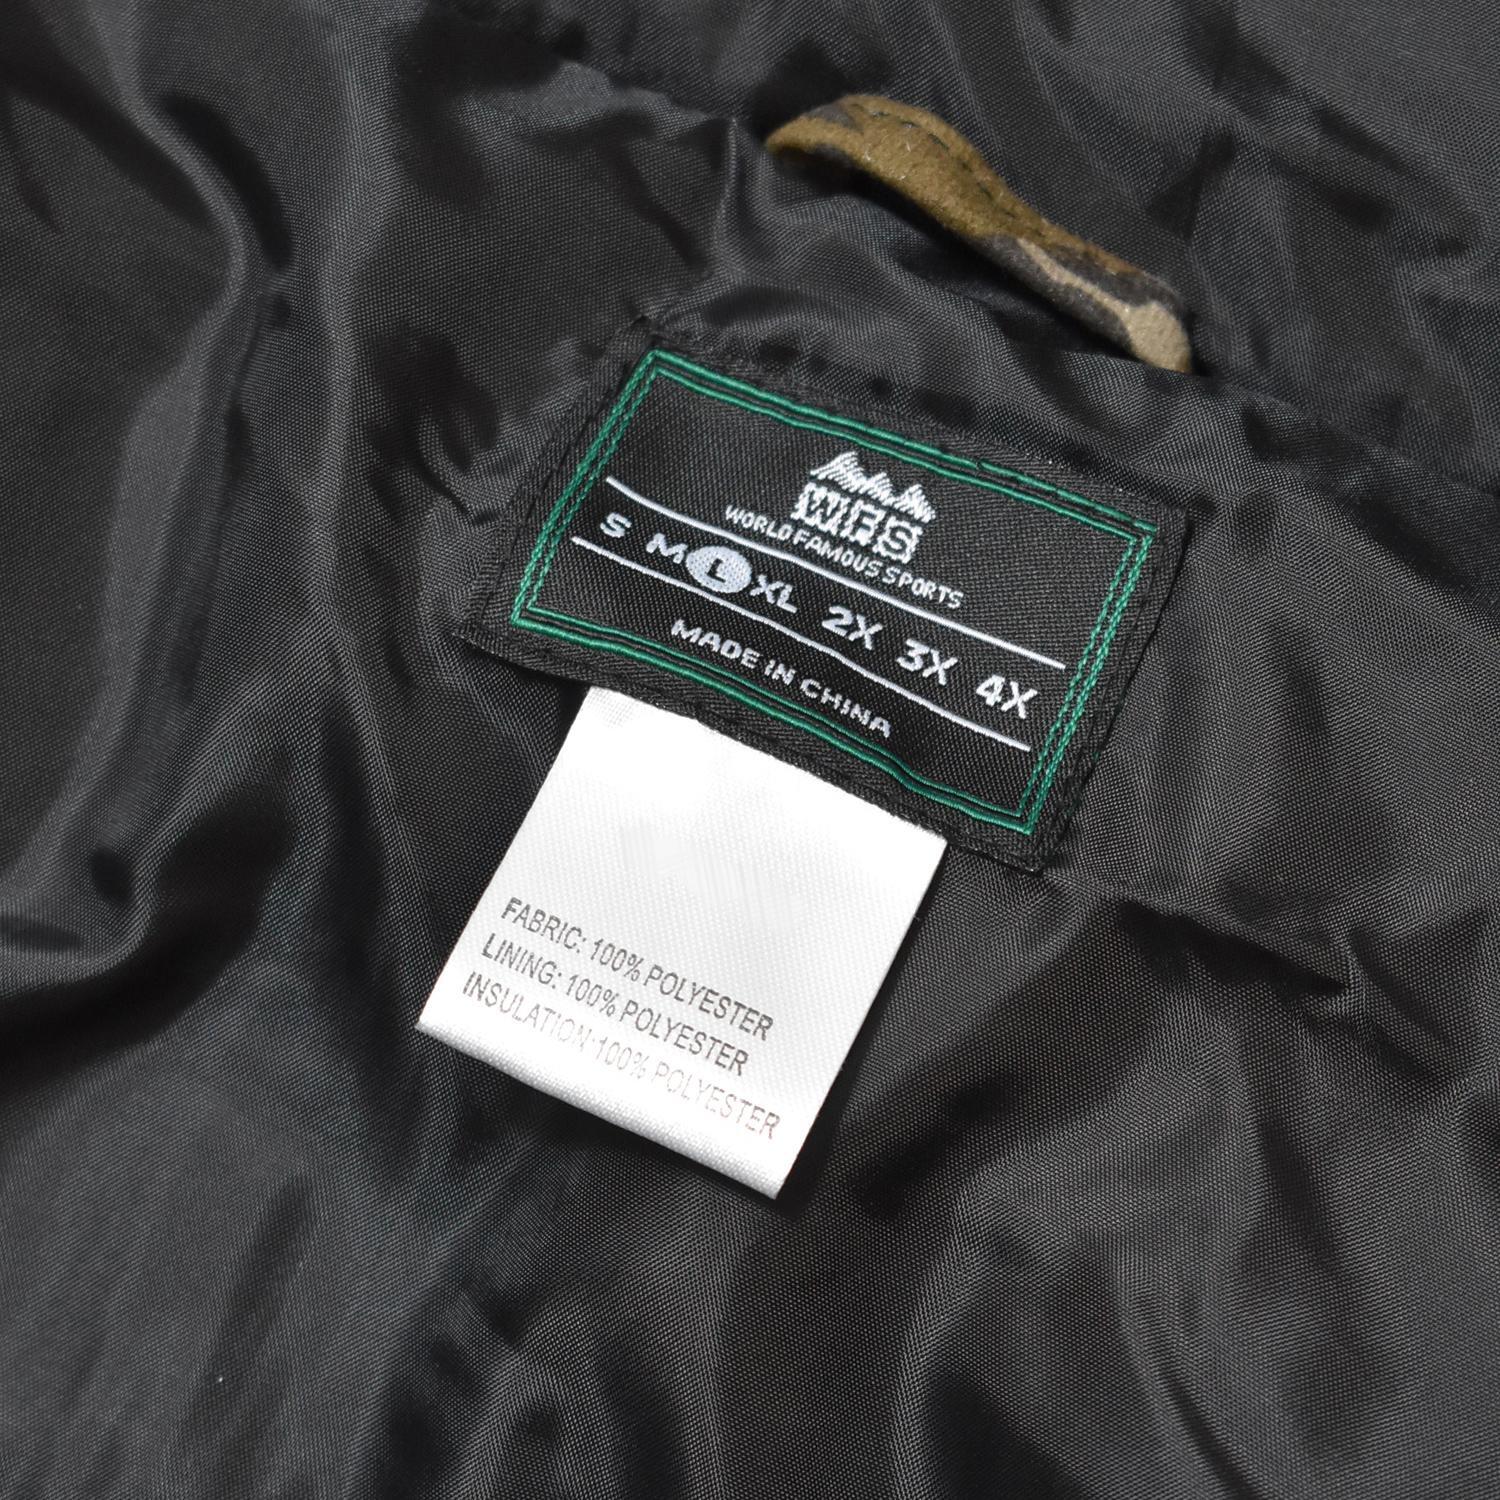 WFS
WORLD FAMOUS SPORTS
S M L XL 2X 3X 4X
MADE IN CHINA
FABRIC: 100% POLYESTER
LINING: 100% POLYESTER
INSULATION: 100% POLYESTER